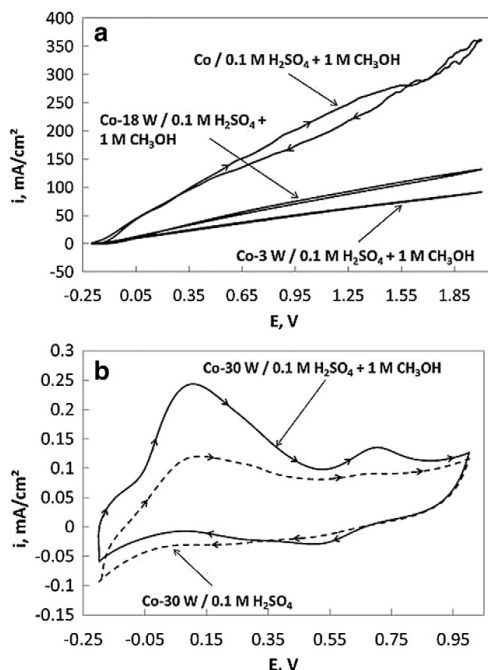 a
400
350
300
250
200
150
100
50
0
-50
i, mA/cm²
Co / 0.1 M H₂SO₄ + 1 M CH₃OH
Co-18 W / 0.1 M H₂SO₄ +
1 M CH₃OH
Co-3 W / 0.1 M H₂SO₄ + 1 M CH₃OH
-0.25 0.05 0.35 0.65 0.95 1.25 1.55 1.85
E, V
b
0.3
0.25
0.2
0.15
0.1
0.05
0
-0.05
-0.1
-0.15
i, mA/cm²
Co-30 W / 0.1 M H₂SO₄ + 1 M CH₃OH
Co-30 W / 0.1 M H₂SO₄
-0.25 -0.05 0.15 0.35 0.55 0.75 0.95
E, V